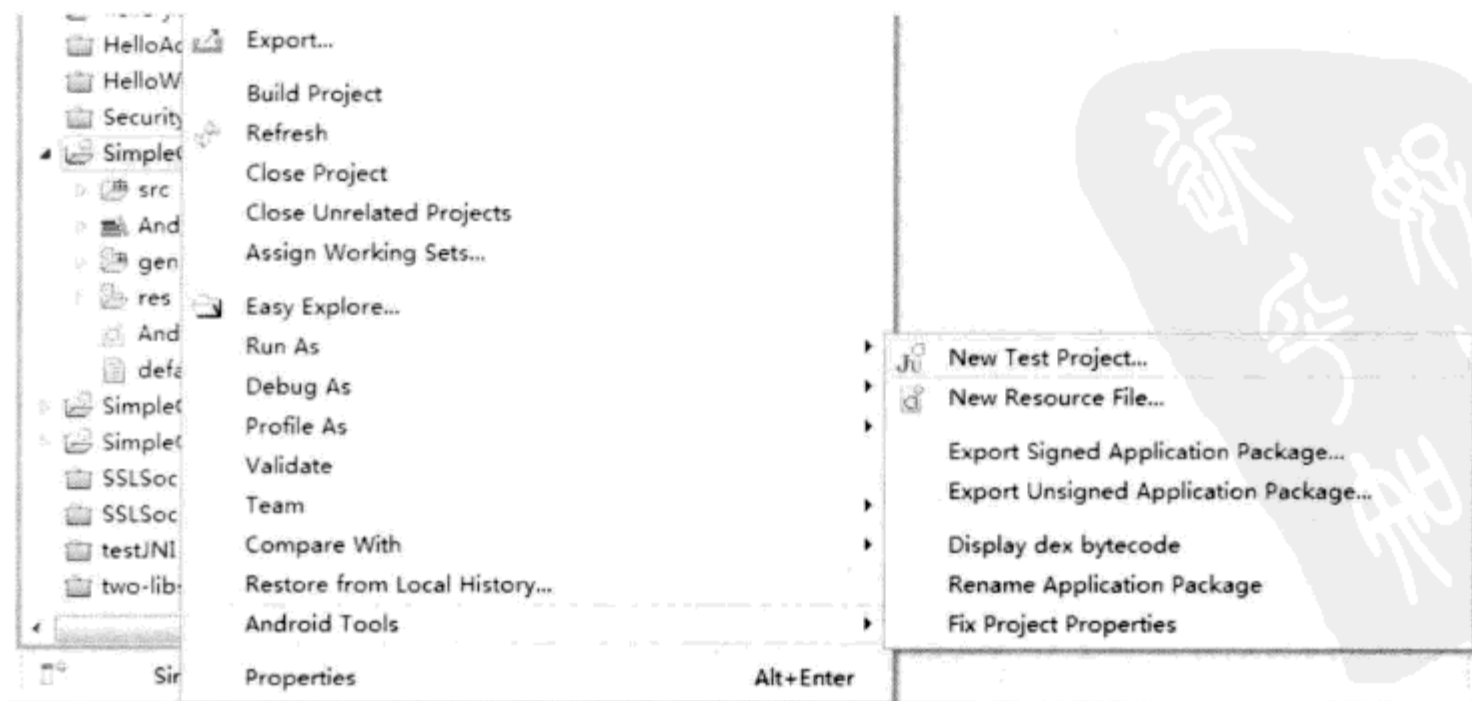 HelloAc
HelloW
Security
Simple
src
And
gen
res
And
defa
Simple
Simple
SSLSoc
SSLSoc
testJNI
two-lib-
Sir
Export...
Build Project
Refresh
Close Project
Close Unrelated Projects
Assign Working Sets...
Easy Explore...
Run As
Debug As
Profile As
Validate
Team
Compare With
Restore from Local History...
Android Tools
Properties Alt+Enter
New Test Project...
New Resource File...
Export Signed Application Package...
Export Unsigned Application Package...
Display dex bytecode
Rename Application Package
Fix Project Properties